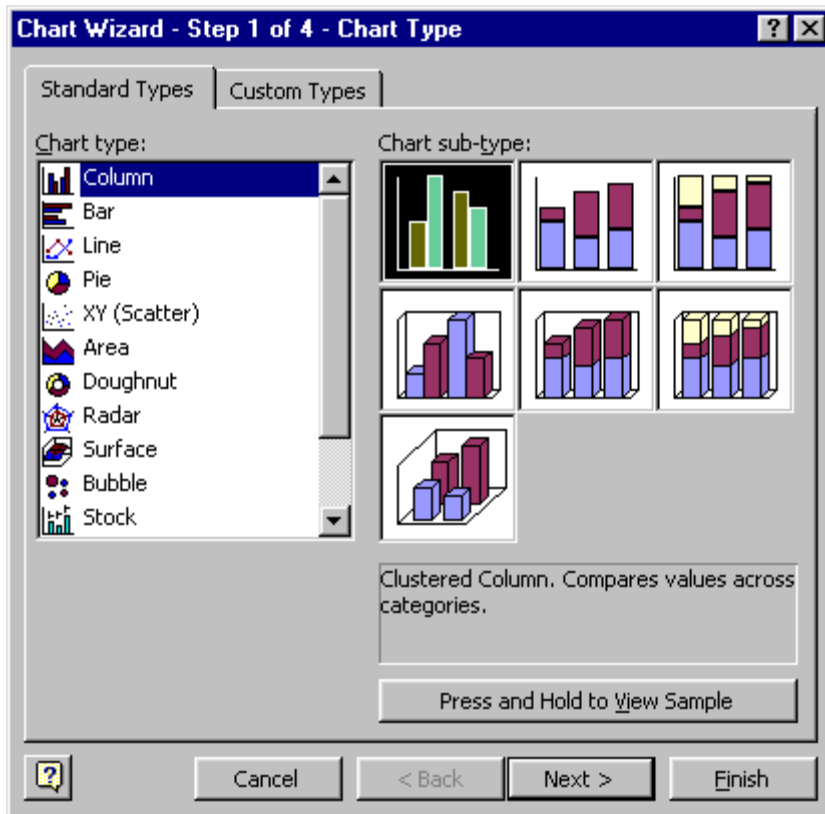 Chart Wizard - Step 1 of 4 - Chart Type
Standard Types
Custom Types
Chart type:
Column
Bar
Line
Pie
XY (Scatter)
Area
Doughnut
Radar
Surface
Bubble
Stock
Chart sub-type:
Clustered Column. Compares values across
categories.
Press and Hold to View Sample
Cancel
< Back
Next >
Finish